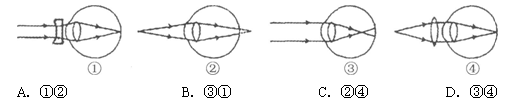 ① ② ③ ④
A. ①② B. ③① C. ②④ D. ③④